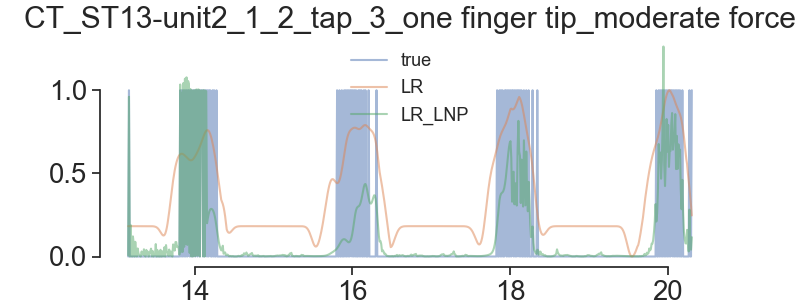 CT_ST13-unit2_1_2_tap_3_one finger tip_moderate force
true
LR
LR_LNP
1.0
0.5
0.0
14 16 18 20